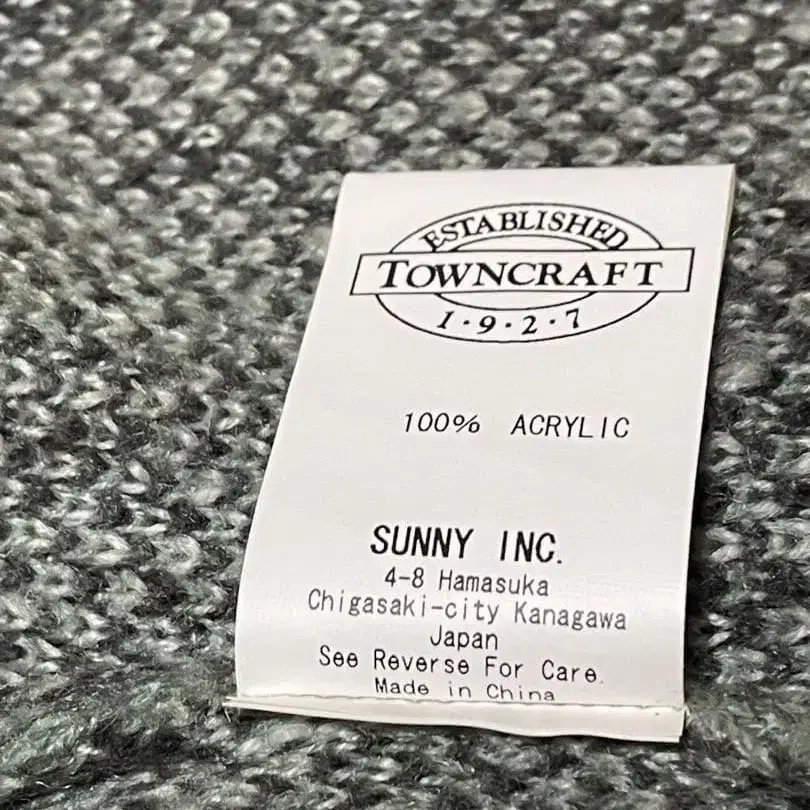 ESTABLISHED
TOWNCRAFT
1·9·2·7
100% ACRYLIC
SUNNY INC.
4-8 Hamasuka
Chigasaki-city Kanagawa
Japan
See Reverse For Care.
Made in China